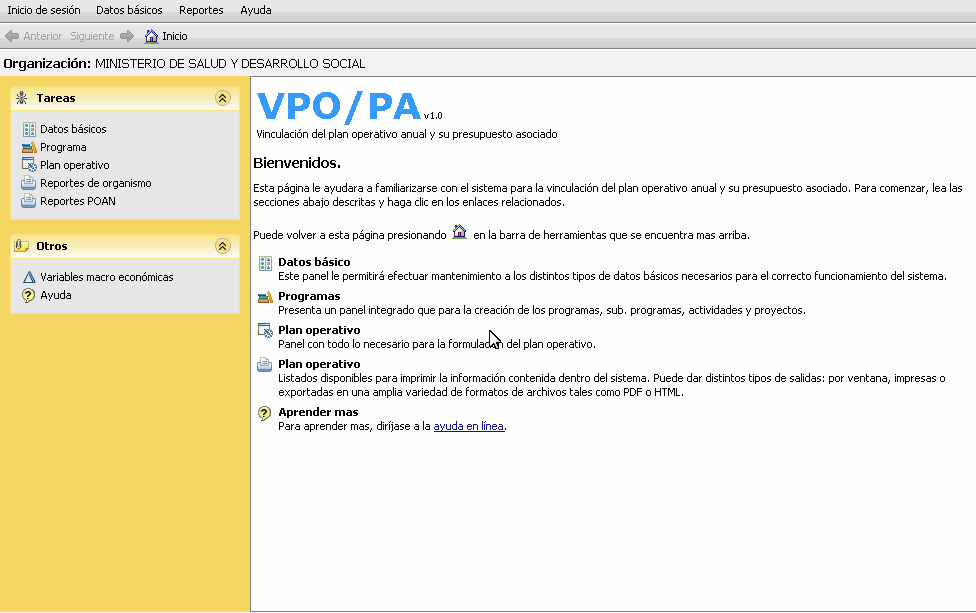 Inicio de sesión Datos básicos Reportes Ayuda
Anterior Siguiente Inicio
Organización: MINISTERIO DE SALUD Y DESARROLLO SOCIAL
Tareas
Datos básicos
Programa
Plan operativo
Reportes de organismo
Reportes POAN
Otros
Variables macro económicas
Ayuda
VPO/PA v1.0
Vinculación del plan operativo anual y su presupuesto asociado
Bienvenidos.
Esta página le ayudara a familiarizarse con el sistema para la vinculación del plan operativo anual y su presupuesto asociado. Para comenzar, lea las
secciones abajo descritas y haga clic en los enlaces relacionados.
Puede volver a esta página presionando en la barra de herramientas que se encuentra mas arriba.
Datos básico
Este panel le permitirá efectuar mantenimiento a los distintos tipos de datos básicos necesarios para el correcto funcionamiento del sistema.
Programas
Presenta un panel integrado que para la creación de los programas, sub. programas, actividades y proyectos.
Plan operativo
Panel con todo lo necesario para la formulación del plan operativo.
Plan operativo
Listados disponibles para imprimir la información contenida dentro del sistema. Puede dar distintos tipos de salidas: por ventana, impresas o
exportadas en una amplia variedad de formatos de archivos tales como PDF o HTML.
Aprender mas
Para aprender mas, diríjase a la ayuda en línea.